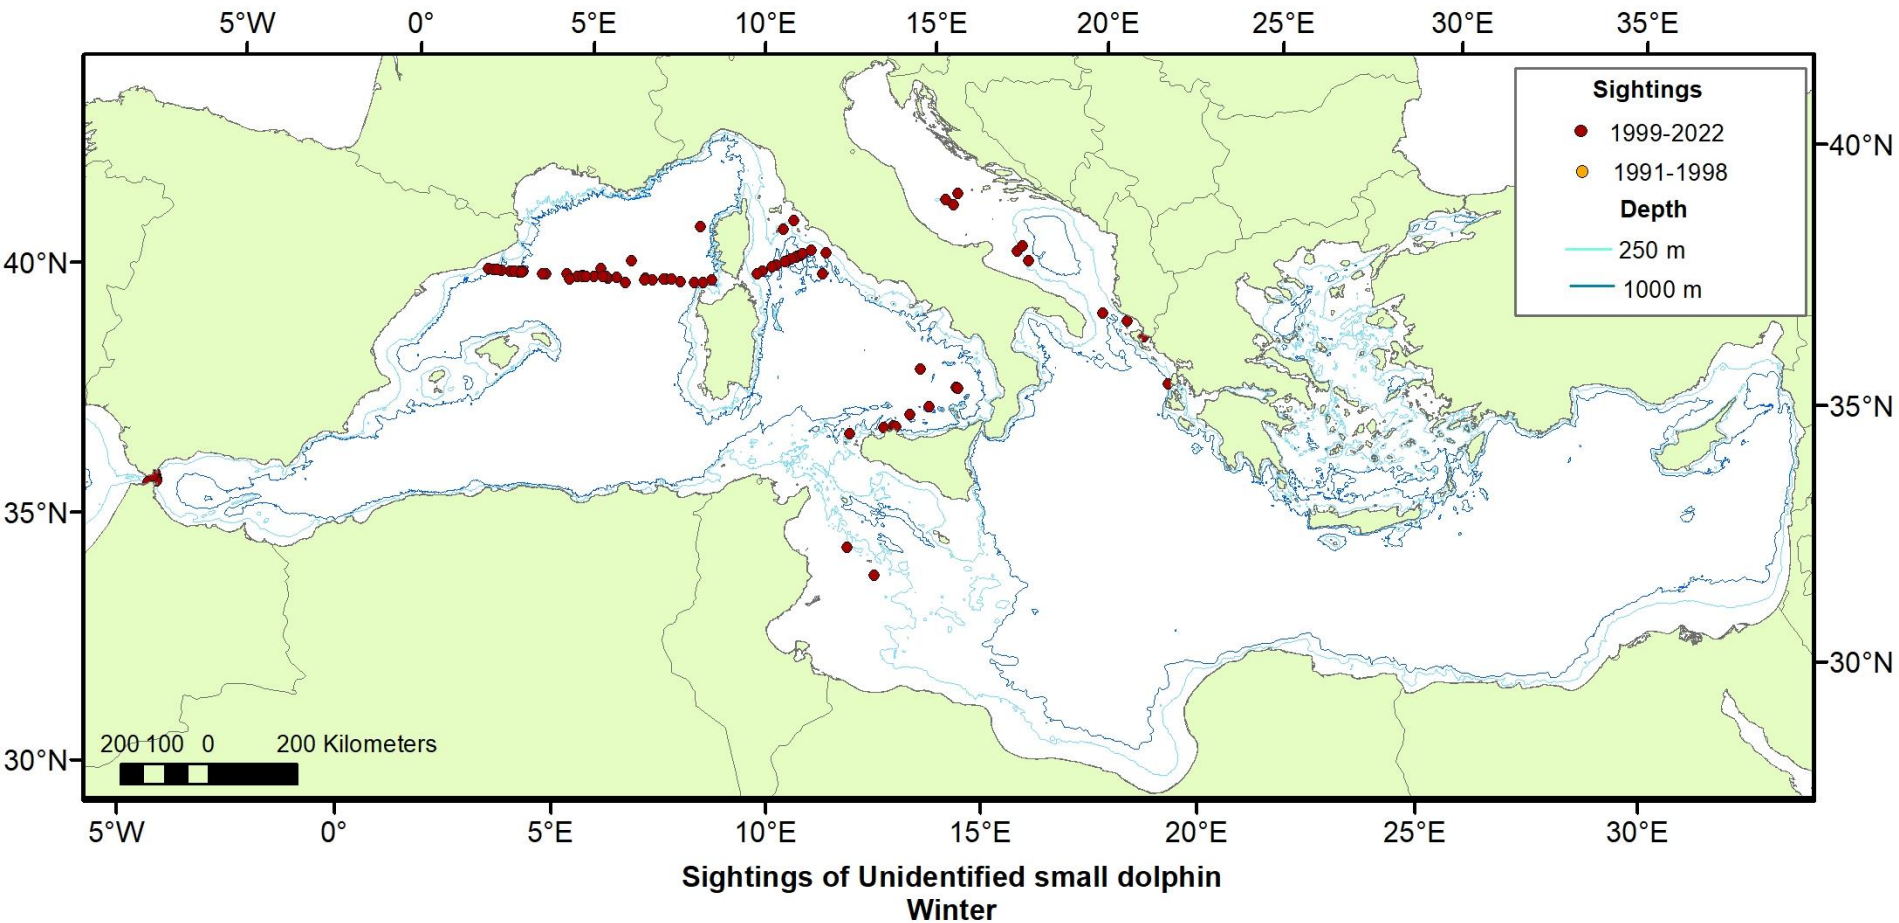 5°W 0° 5°E 10°E 15°E 20°E 25°E 30°E 35°E
Sightings
1999-2022
1991-1998
Depth
250 m
1000 m
40°N
40°N
35°N
35°N
30°N
30°N
200 100 0 200 Kilometers
5°W 0° 5°E 10°E 15°E 20°E 25°E 30°E
Sightings of Unidentified small dolphin
Winter